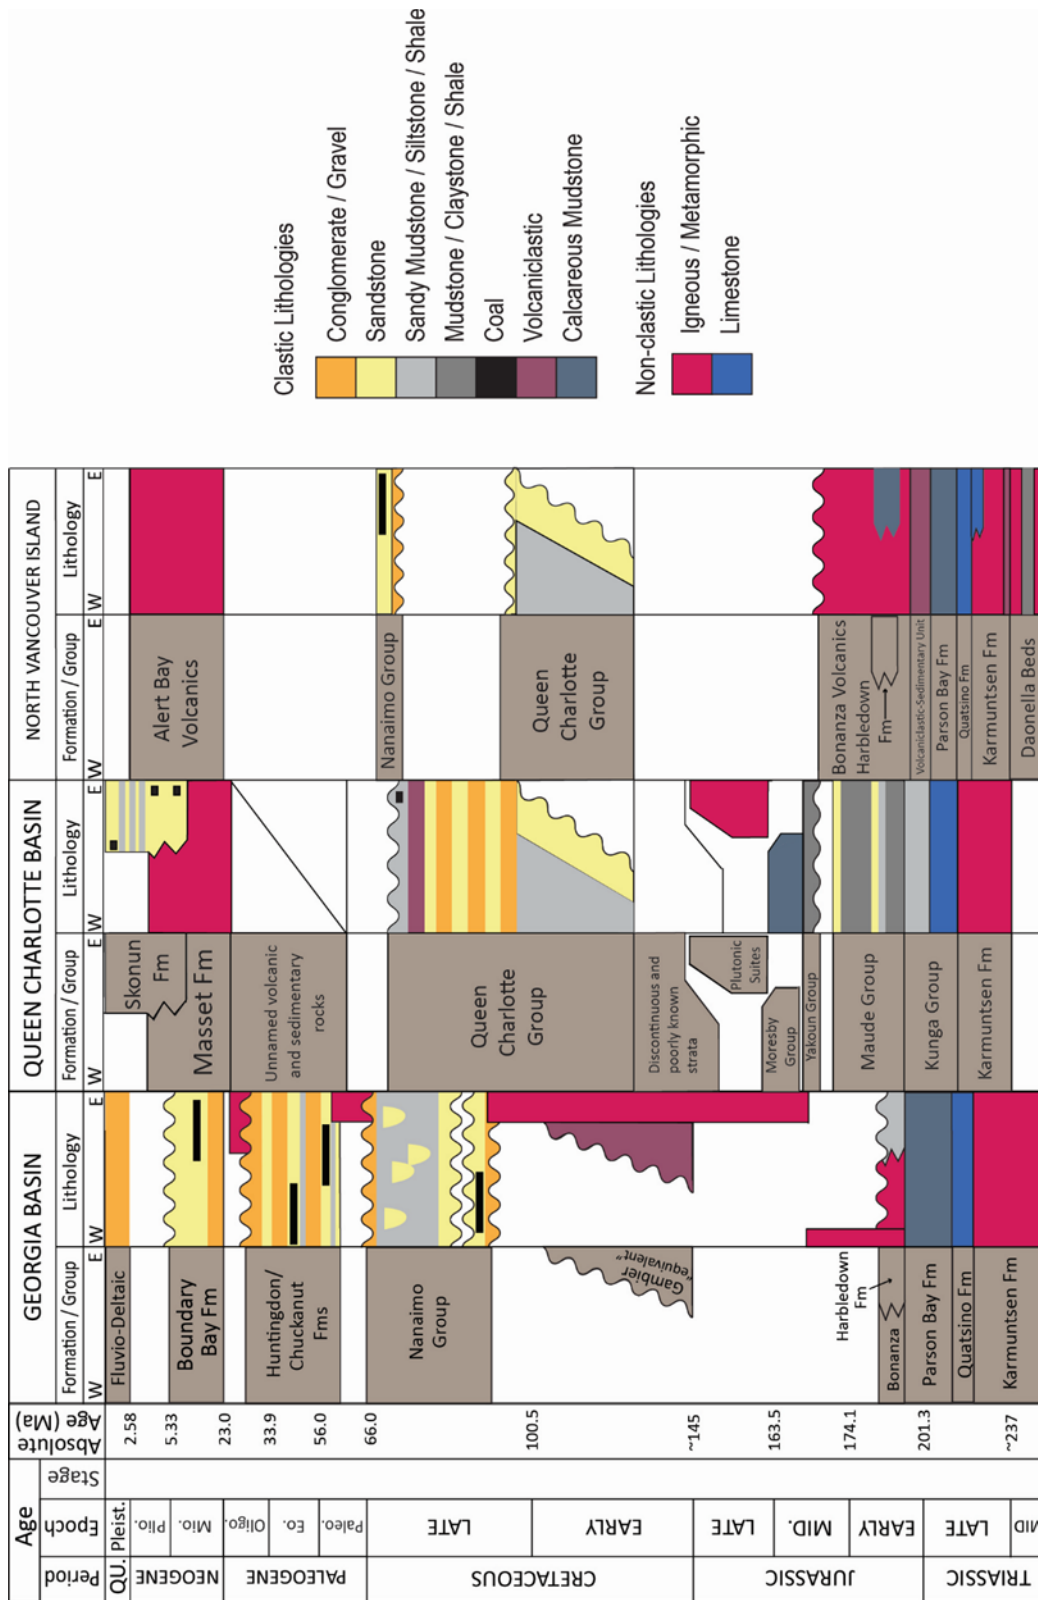 Age
Period
Epoch
Stage
Absolute
Age (Ma)
QU.
NEOGENE
PALEOGENE
CRETACEOUS
JURASSIC
TRIASSIC
Pleist.
Plio.
Mio.
Oligo.
Eo.
Paleo.
LATE
EARLY
LATE
MID.
EARLY
LATE
MID
2.58
5.33
23.0
33.9
56.0
66.0
100.5
~145
163.5
174.1
201.3
~237
GEORGIA BASIN
Formation / Group
Lithology
W
E
W
E
Fluvio-Deltaic
Boundary
Bay Fm
Huntingdon/
Chuckanut
Fms
Nanaimo
Group
Gambier
"equivalent"
Harbledown
Fm
Bonanza
Parson Bay Fm
Quatsino Fm
Karmuntsen Fm
QUEEN CHARLOTTE BASIN
Formation / Group
Lithology
W
E
W
E
Skonun
Fm
Masset Fm
Unnamed volcanic
and sedimentary
rocks
Queen
Charlotte
Group
Discontinuous and
poorly known
strata
Plutonic
Suites
Moresby
Group
Yakoun Group
Maude Group
Kunga Group
Karmuntsen Fm
NORTH VANCOUVER ISLAND
Formation / Group
Lithology
W
E
W
E
Alert Bay
Volcanics
Nanaimo Group
Queen
Charlotte
Group
Bonanza Volcanics
Harbledown
Fm
Volcaniclastic-Sedimentary Unit
Parson Bay Fm
Quatsino Fm
Karmuntsen Fm
Daonella Beds
Clastic Lithologies
Conglomerate / Gravel
Sandstone
Sandy Mudstone / Siltstone / Shale
Mudstone / Claystone / Shale
Coal
Volcaniclastic
Calcareous Mudstone
Non-clastic Lithologies
Igneous / Metamorphic
Limestone